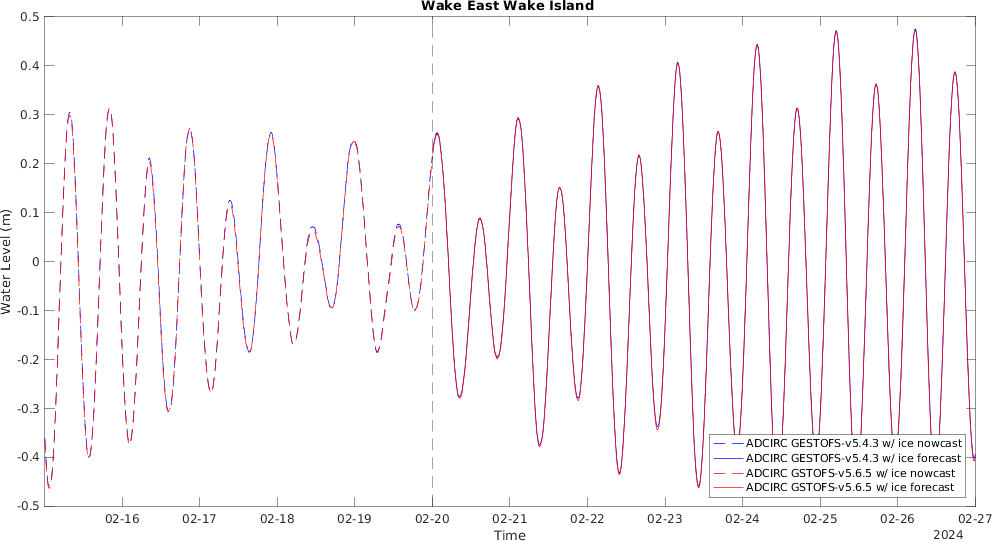 Wake East Wake Island
0.5
0.4
0.3
0.2
0.1
0
-0.1
-0.2
-0.3
-0.4
-0.5
Water Level (m)
ADCIRC GESTOFS-v5.4.3 w/ ice nowcast
ADCIRC GESTOFS-v5.4.3 w/ ice forecast
ADCIRC GSTOFS-v5.6.5 w/ ice nowcast
ADCIRC GSTOFS-v5.6.5 w/ ice forecast
02-16 02-17 02-18 02-19 02-20 02-21 02-22 02-23 02-24 02-25 02-26 02-27
Time
2024